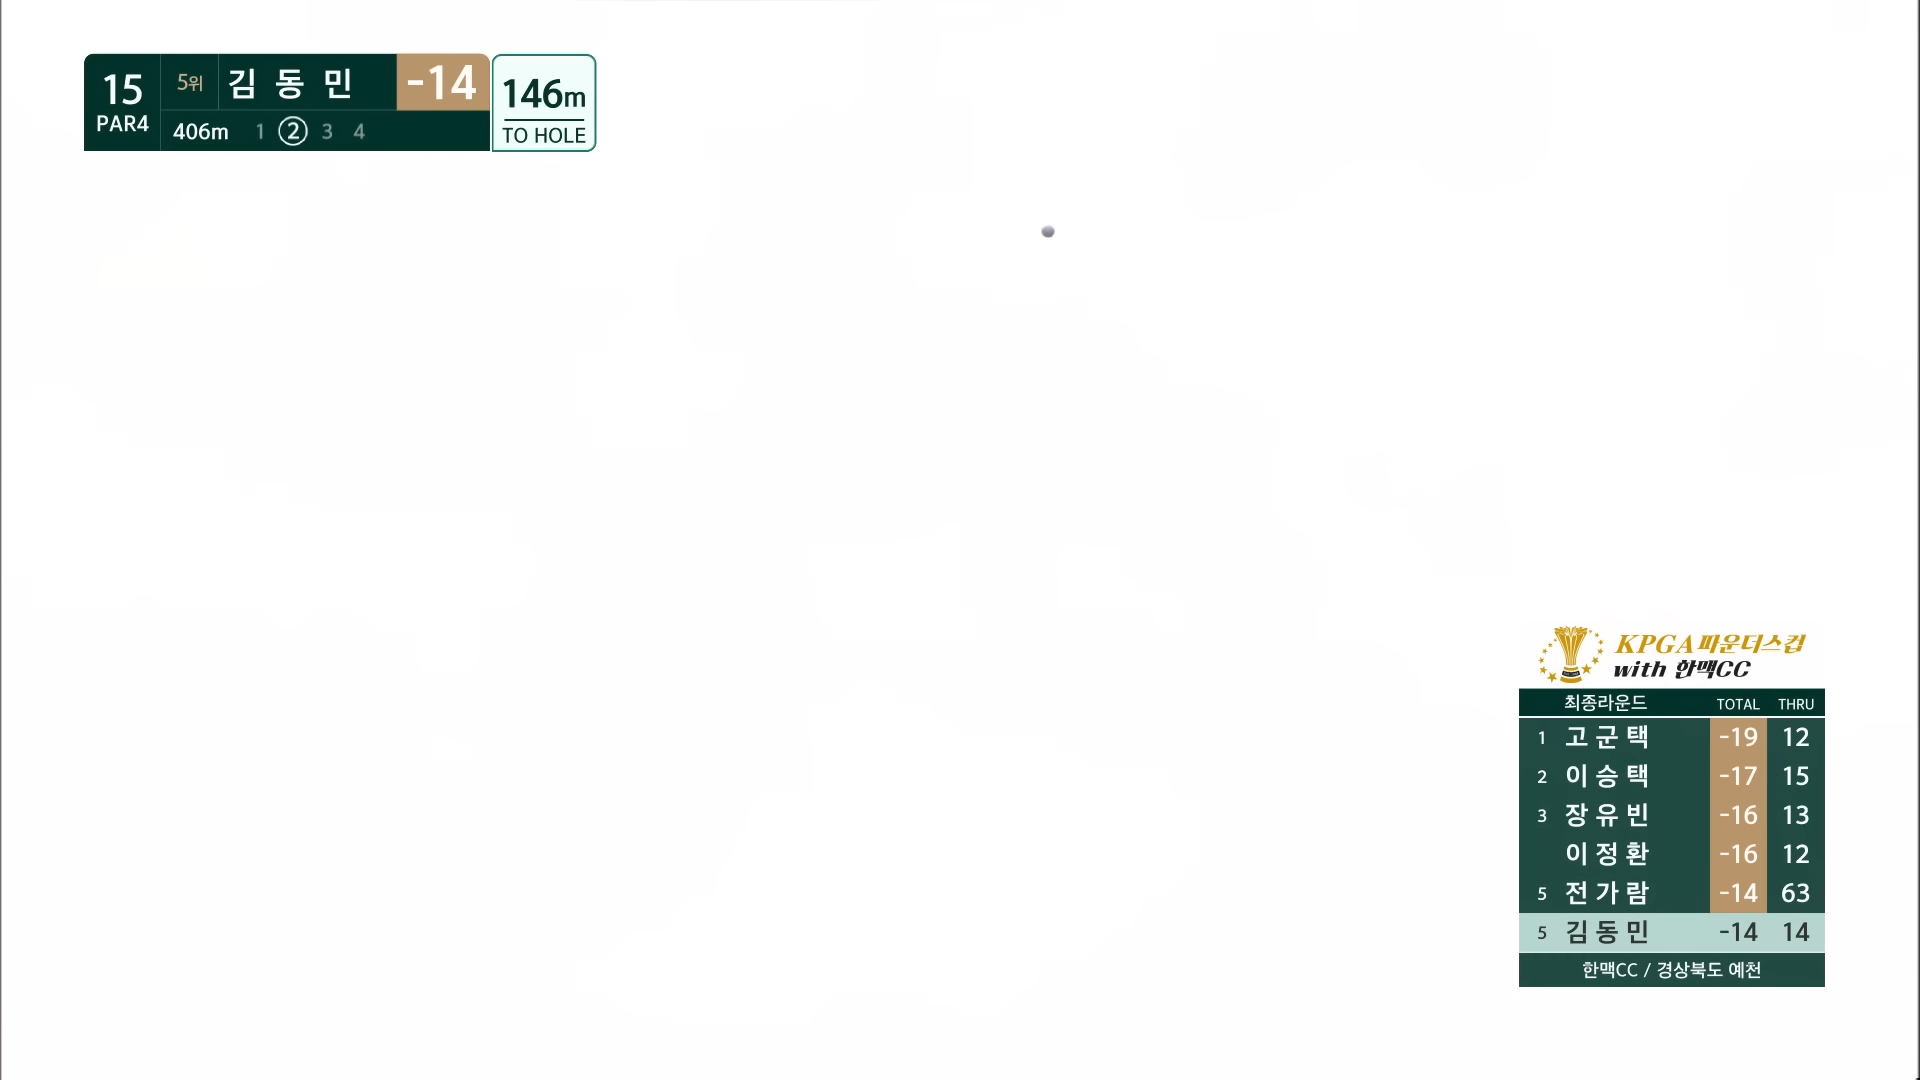 15
PAR4
5위 김동민 -14
406m 1 2 3 4
146m
TO HOLE
KPGA 파운더스컵
with 한맥CC
최종라운드 TOTAL THRU
1 고군택 -19 12
2 이승택 -17 15
3 장유빈 -16 13
이정환 -16 12
5 전가람 -14 63
5 김동민 -14 14
한맥CC / 경상북도 예천